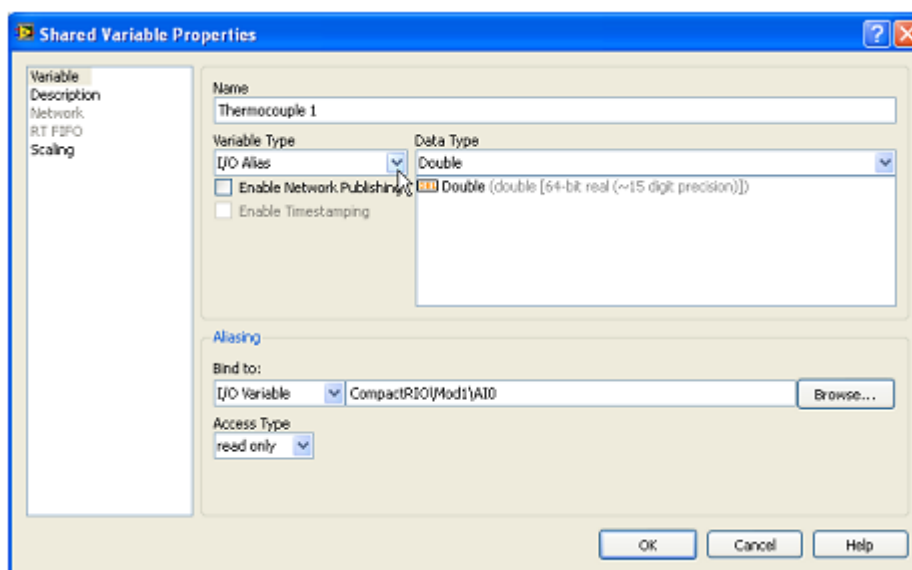 Shared Variable Properties
Variable
Description
Network
RT FIFO
Scaling
Name
Thermocouple 1
Variable Type
Data Type
I/O Alias
Double
Enable Network Publishing
Double (double [64-bit real (~15 digit precision)])
Enable Timestamping
Aliasing
Bind to:
I/O Variable
CompactRIO\Mod1\AI0
Browse...
Access Type
read only
OK
Cancel
Help